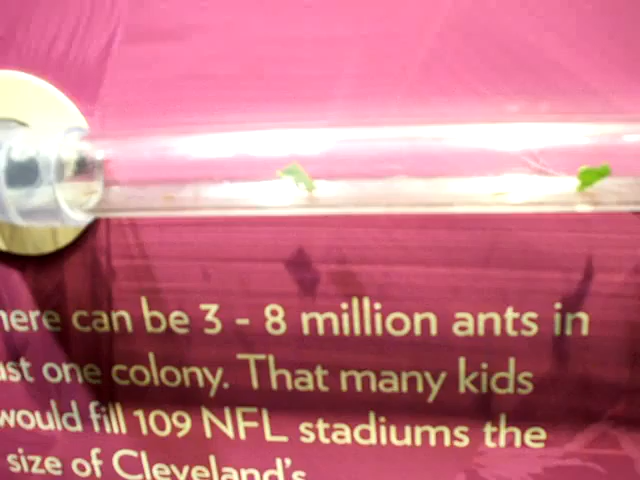 here can be 3 - 8 million ants in
ust one colony. That many kids
would fill 109 NFL stadiums the
size of Cleveland's